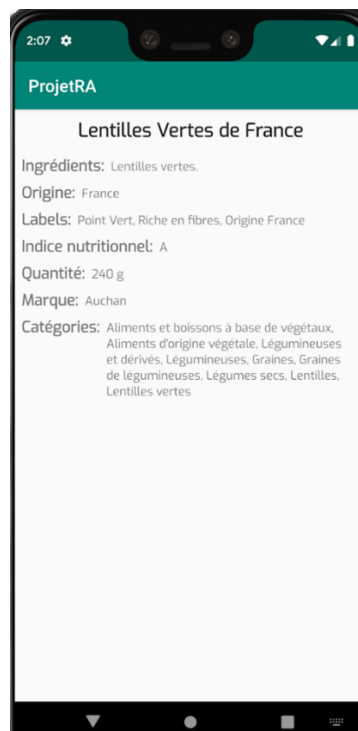 2:07
ProjetRA
Lentilles Vertes de France
Ingrédients: Lentilles vertes.
Origine: France
Labels: Point Vert, Riche en fibres, Origine France
Indice nutritionnel: A
Quantité: 240 g
Marque: Auchan
Catégories: Aliments et boissons à base de végétaux,
Aliments d'origine végétale, Légumineuses
et dérivés, Légumineuses, Graines, Graines
de légumineuses, Légumes secs, Lentilles,
Lentilles vertes